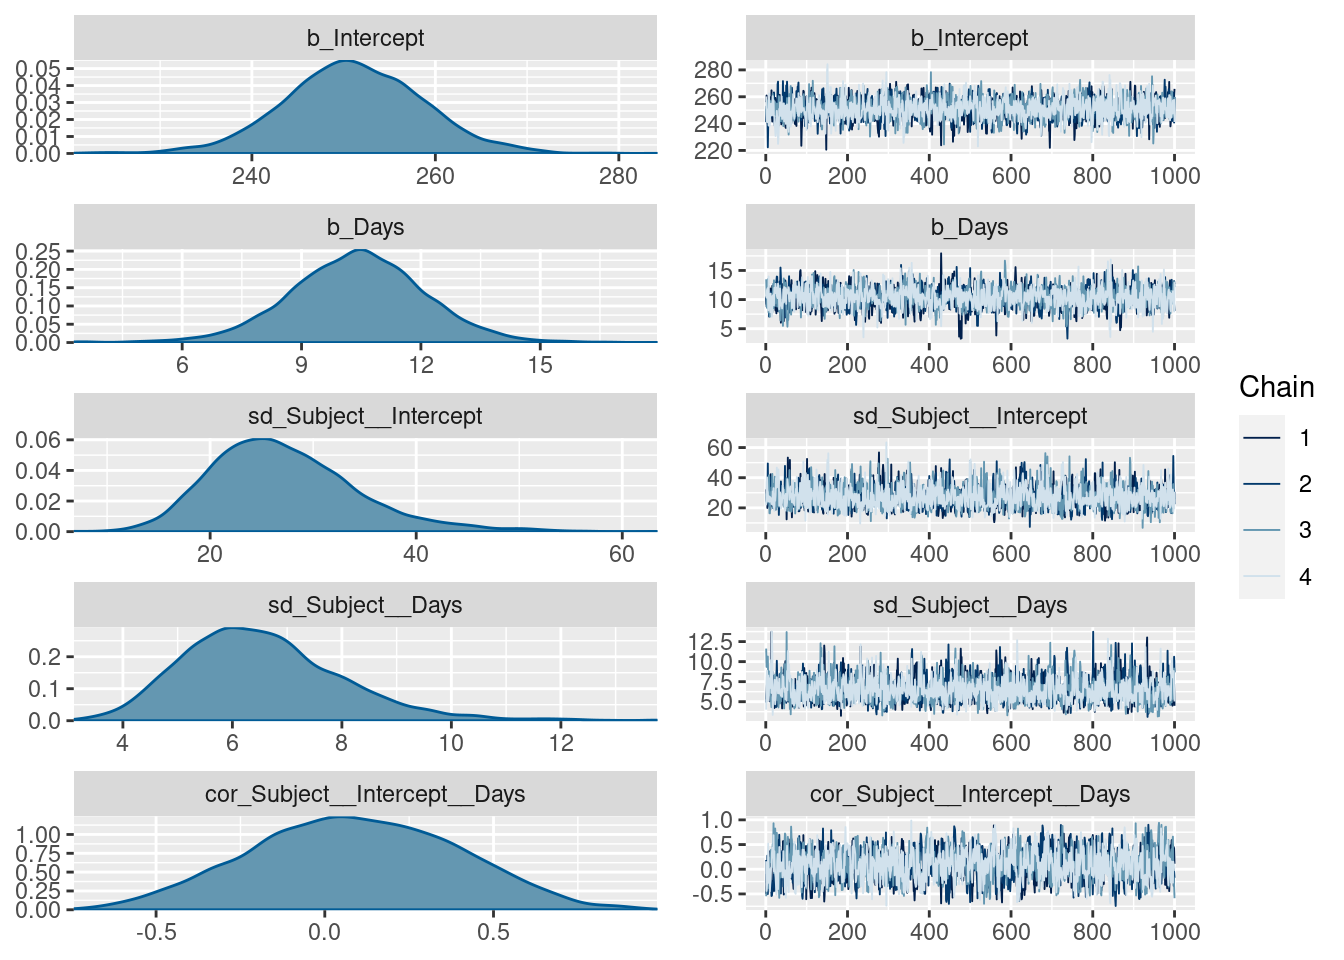 b_Intercept
0.05
0.04
0.03
0.02
0.01
0.00
240 260 280
b_Intercept
280
260
240
220
0 200 400 600 800 1000
b_Days
0.25
0.20
0.15
0.10
0.05
0.00
6 9 12 15
b_Days
15
10
5
0 200 400 600 800 1000
sd_Subject__Intercept
0.06
0.04
0.02
0.00
20 40 60
sd_Subject__Intercept
60
40
20
0 200 400 600 800 1000
sd_Subject__Days
0.2
0.1
0.0
4 6 8 10 12
sd_Subject__Days
12.5
10.0
7.5
5.0
0 200 400 600 800 1000
cor_Subject__Intercept__Days
1.00
0.75
0.50
0.25
0.00
-0.5 0.0 0.5
cor_Subject__Intercept__Days
1.0
0.5
0.0
-0.5
0 200 400 600 800 1000
Chain
1
2
3
4